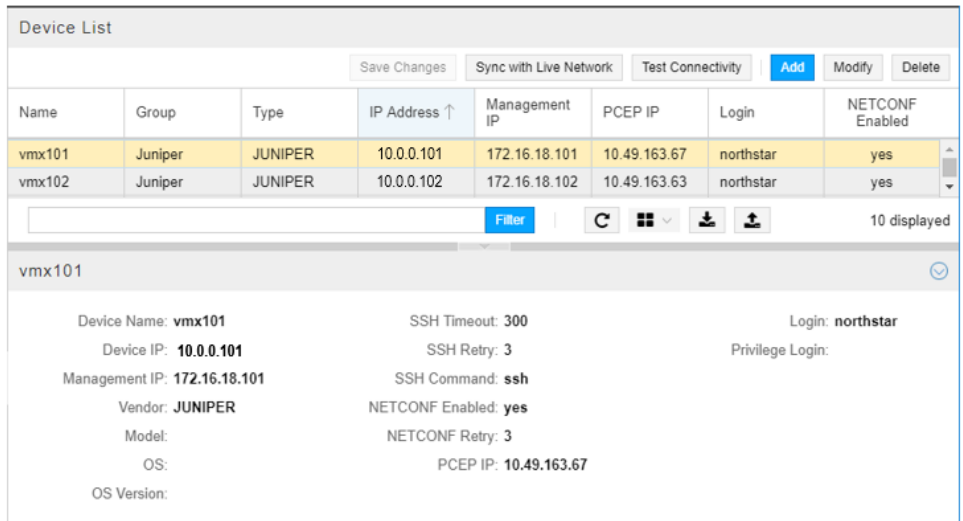 Device List
Save Changes Sync with Live Network Test Connectivity Add Modify Delete
Name Group Type IP Address ↑ Management IP PCEP IP Login NETCONF Enabled
vmx101 Juniper JUNIPER 10.0.0.101 172.16.18.101 10.49.163.67 northstar yes
vmx102 Juniper JUNIPER 10.0.0.102 172.16.18.102 10.49.163.63 northstar yes
Filter 10 displayed
vmx101
Device Name: vmx101 SSH Timeout: 300 Login: northstar
Device IP: 10.0.0.101 SSH Retry: 3 Privilege Login:
Management IP: 172.16.18.101 SSH Command: ssh
Vendor: JUNIPER NETCONF Enabled: yes
Model: NETCONF Retry: 3
OS: PCEP IP: 10.49.163.67
OS Version: